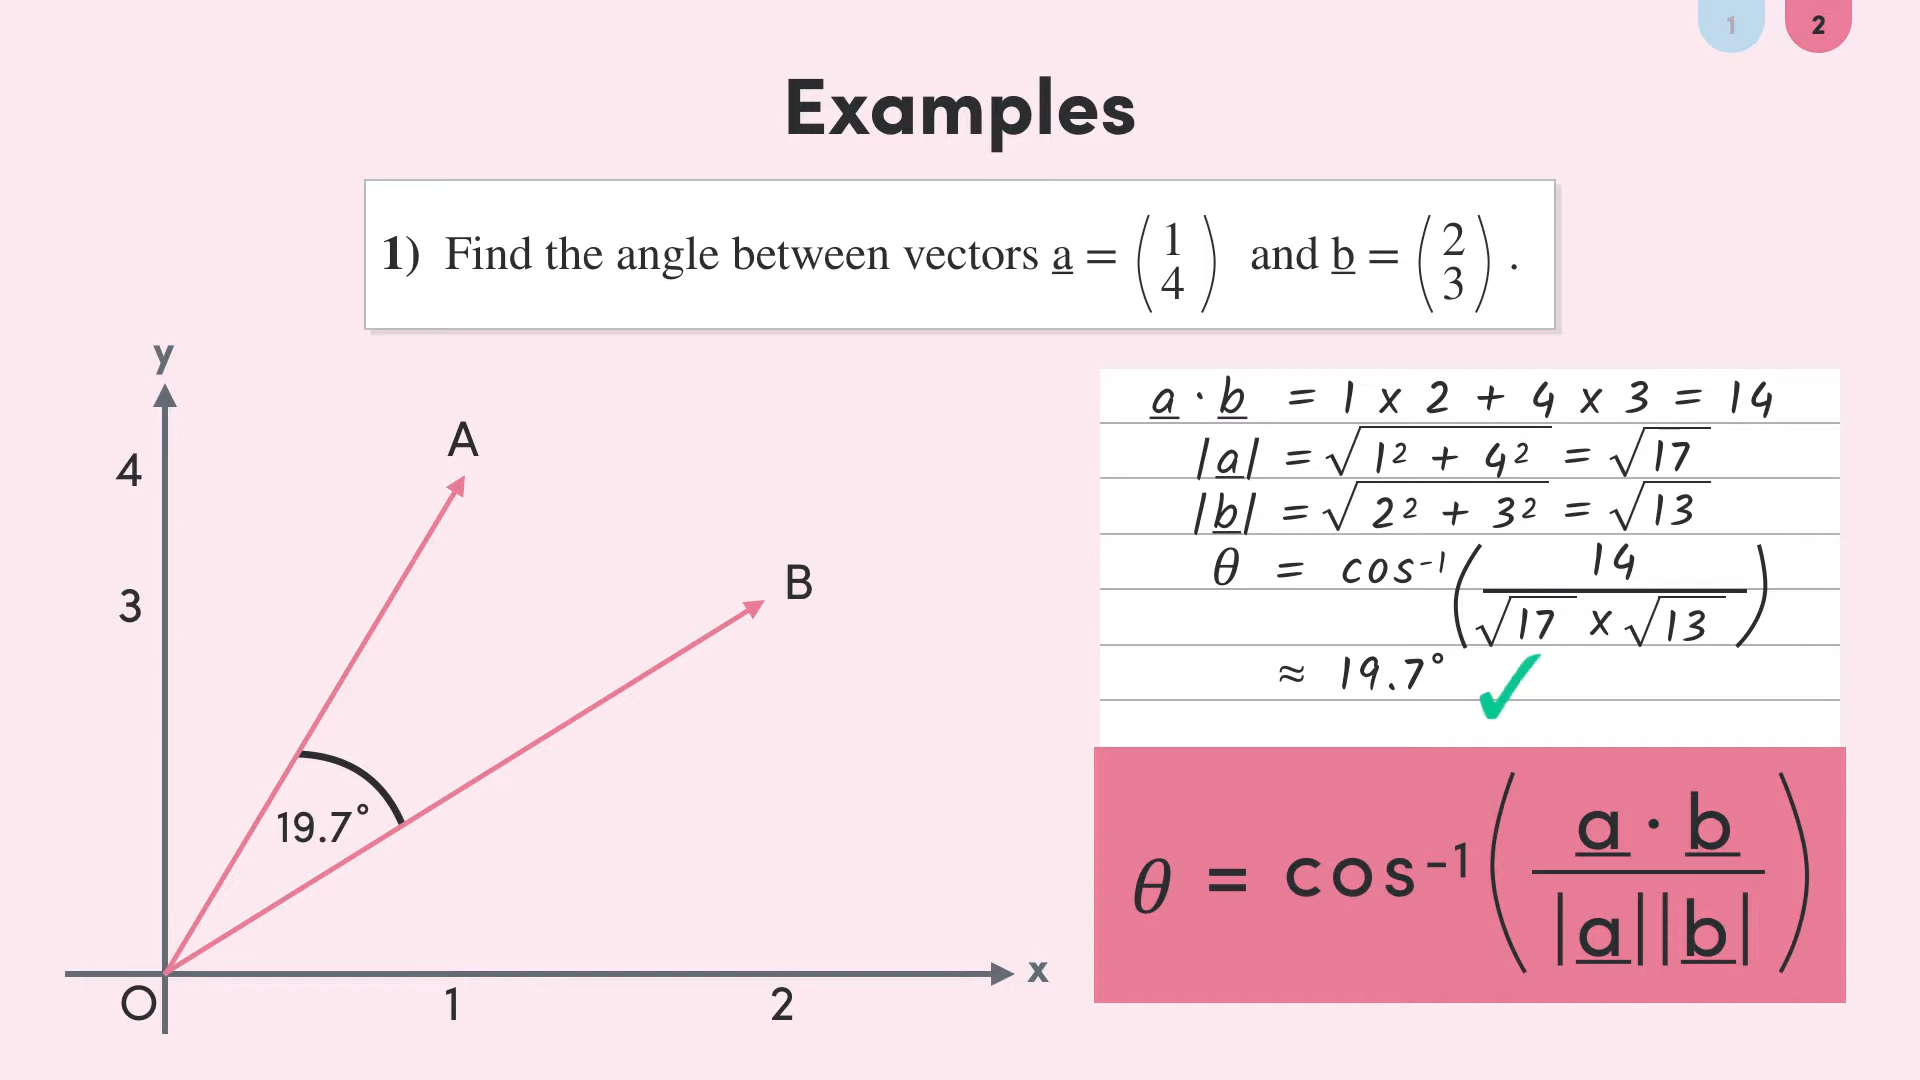 1 2
Examples
1) Find the angle between vectors a = (1 4) and b = (2 3) .
y
4
3
A
B
19.7°
O
1
2
x
a · b = 1 x 2 + 4 x 3 = 14
|a| = √1² + 4² = √17
|b| = √2² + 3² = √13
θ = cos⁻¹(14 / √17 x √13)
≈ 19.7° ✓
θ = cos⁻¹(a · b / |a||b|)